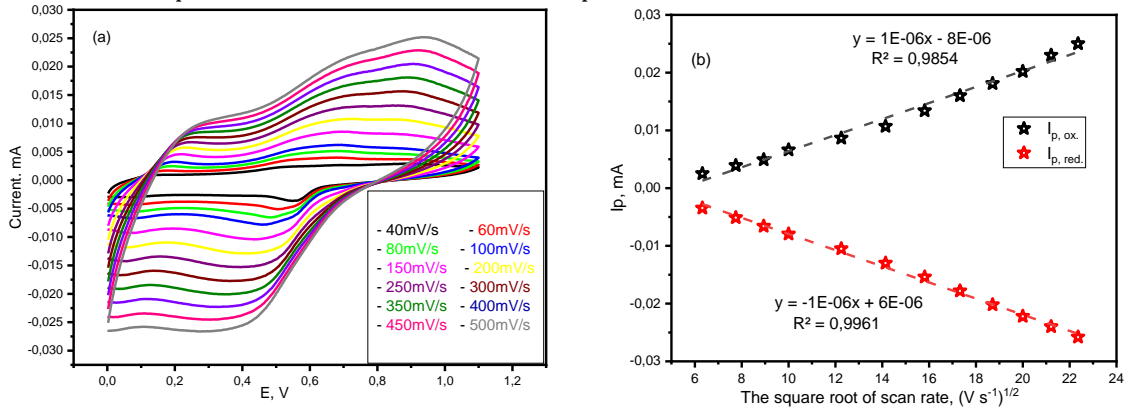 (a)
0,030
0,025
0,020
0,015
0,010
0,005
0,000
-0,005
-0,010
-0,015
-0,020
-0,025
-0,030
Current. mA
0,0 0,2 0,4 0,6 0,8 1,0 1,2
E, V
- 40mV/s - 60mV/s
- 80mV/s - 100mV/s
- 150mV/s - 200mV/s
- 250mV/s - 300mV/s
- 350mV/s - 400mV/s
- 450mV/s - 500mV/s
(b)
0,03
0,02
0,01
0,00
-0,01
-0,02
-0,03
Ip, mA
y = 1E-06x - 8E-06
R² = 0,9854
I p, ox.
I p, red.
y = -1E-06x + 6E-06
R² = 0,9961
6 8 10 12 14 16 18 20 22 24
The square root of scan rate, (V s⁻¹)¹/²